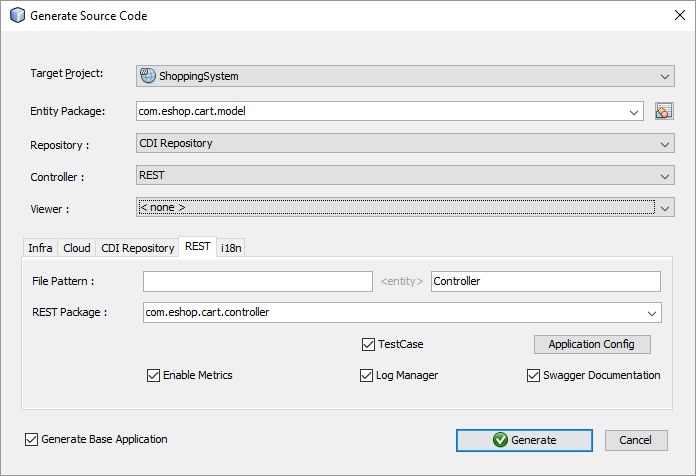 Generate Source Code
Target Project: ShoppingSystem
Entity Package: com.eshop.cart.model
Repository : CDI Repository
Controller : REST
Viewer : < none >
Infra Cloud CDI Repository REST i18n
File Pattern : <entity> Controller
REST Package : com.eshop.cart.controller
TestCase Application Config
Enable Metrics Log Manager Swagger Documentation
Generate Base Application Generate Cancel